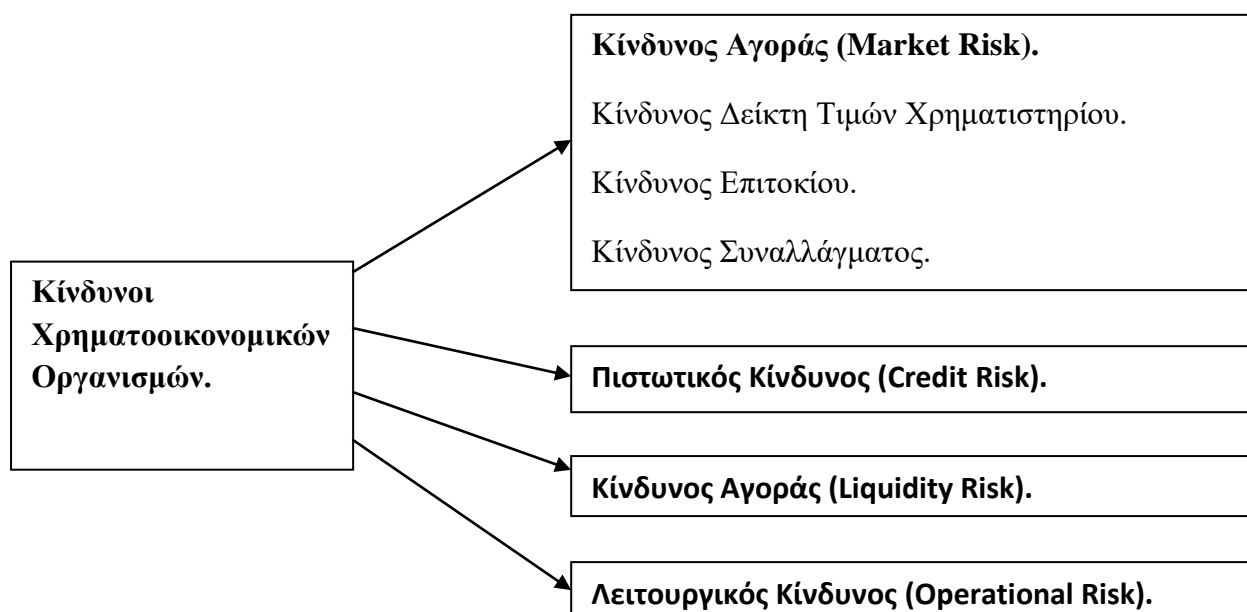 Κίνδυνοι
Χρηματοοικονομικών
Οργανισμών.
Κίνδυνος Αγοράς (Market Risk).
Κίνδυνος Δείκτη Τιμών Χρηματιστηρίου.
Κίνδυνος Επιτοκίου.
Κίνδυνος Συναλλάγματος.
Πιστωτικός Κίνδυνος (Credit Risk).
Κίνδυνος Αγοράς (Liquidity Risk).
Λειτουργικός Κίνδυνος (Operational Risk).